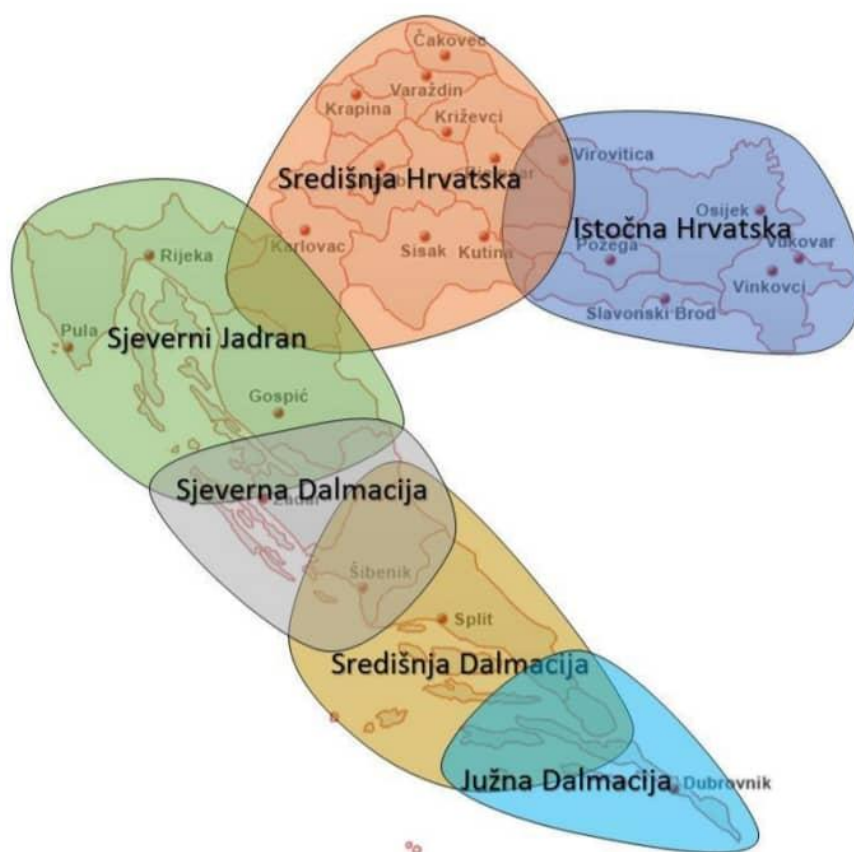 Čakovec
Varaždin
Krapina
Križevci
Virovitica
Središnja Hrvatska
Osijek
Istočna Hrvatska
Karlovac
Sisak
Kutina
Požega
Vukovar
Rijeka
Vinkovci
Slavonski Brod
Pula
Sjeverni Jadran
Gospić
Sjeverna Dalmacija
Zadar
Šibenik
Split
Središnja Dalmacija
Južna Dalmacija
Dubrovnik